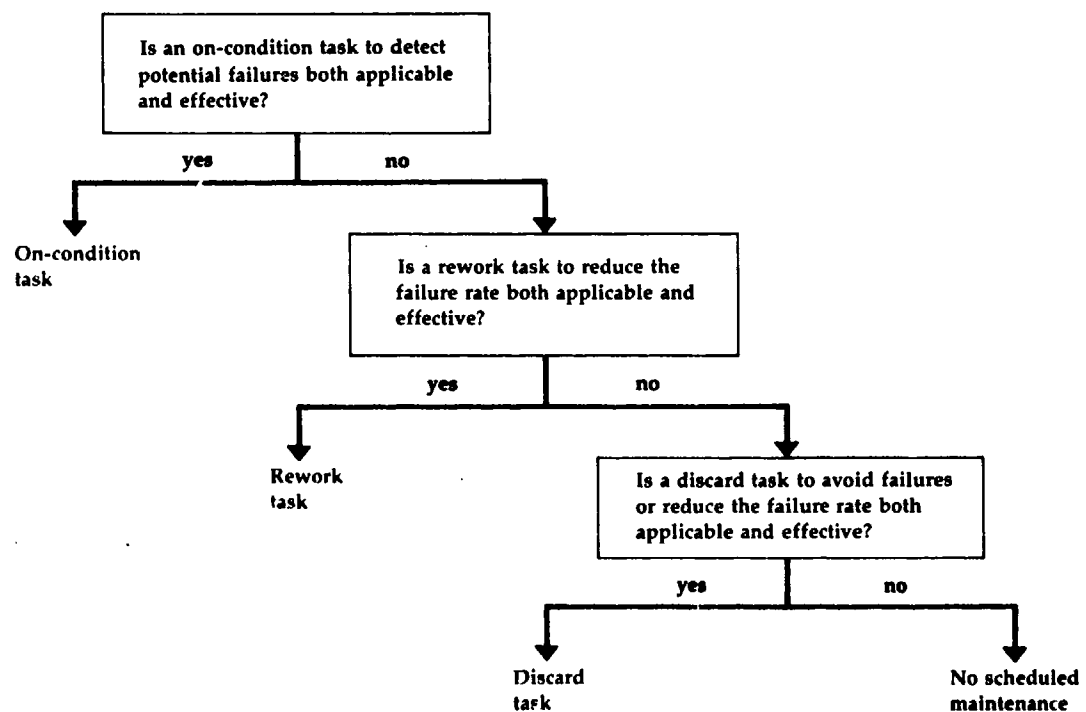 Is an on-condition task to detect
potential failures both applicable
and effective?
yes
no
On-condition
task
Is a rework task to reduce the
failure rate both applicable and
effective?
yes
no
Rework
task
Is a discard task to avoid failures
or reduce the failure rate both
applicable and effective?
yes
no
Discard
task
No scheduled
maintenance